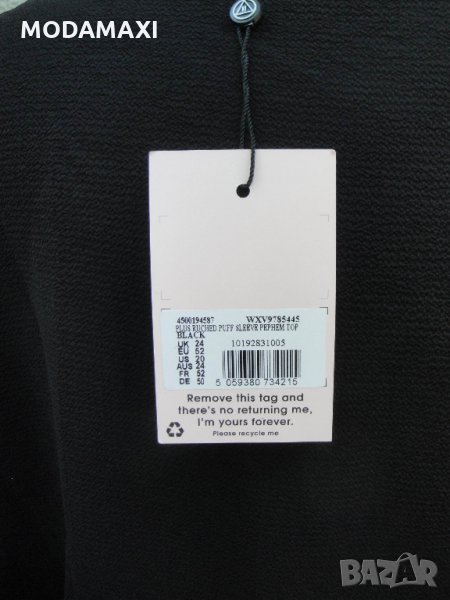 MODAMAXI
4500194587 WXV9785445
PLUS RUCHED PUFF SLEEVE PEPHEM TOP
BLACK
UK 24 10192831005
EU 52
US 20
AUS 24
FR 52
DE 50 5 059380 734215
Remove this tag and
there's no returning me,
I'm yours forever.
Please recycle me
BAZAR